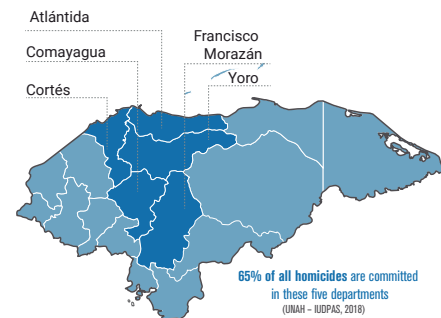 Atlántida
Comayagua
Cortés
Francisco
Morazán
Yoro
65% of all homicides are committed
in these five departments
(UNAH – IUDPAS, 2018)